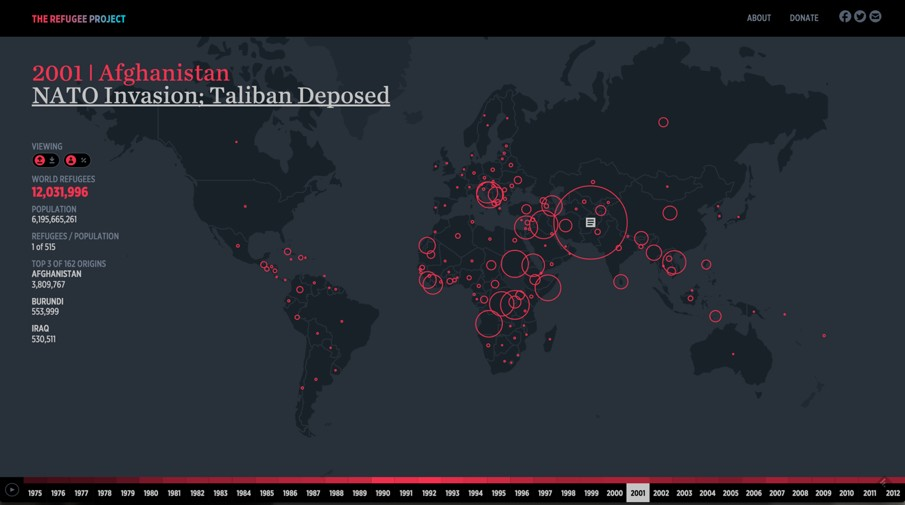 THE REFUGEE PROJECT
ABOUT DONATE
2001 | Afghanistan
NATO Invasion; Taliban Deposed
VIEWING
WORLD REFUGEES
12,031,996
POPULATION
6,195,665,261
REFUGEES / POPULATION
1 of 515
TOP 3 OF 162 ORIGINS
AFGHANISTAN
3,809,767
BURUNDI
553,999
IRAQ
530,511
1975 1976 1977 1978 1979 1980 1981 1982 1983 1984 1985 1986 1987 1988 1989 1990 1991 1992 1993 1994 1995 1996 1997 1998 1999 2000 2001 2002 2003 2004 2005 2006 2007 2008 2009 2010 2011 2012